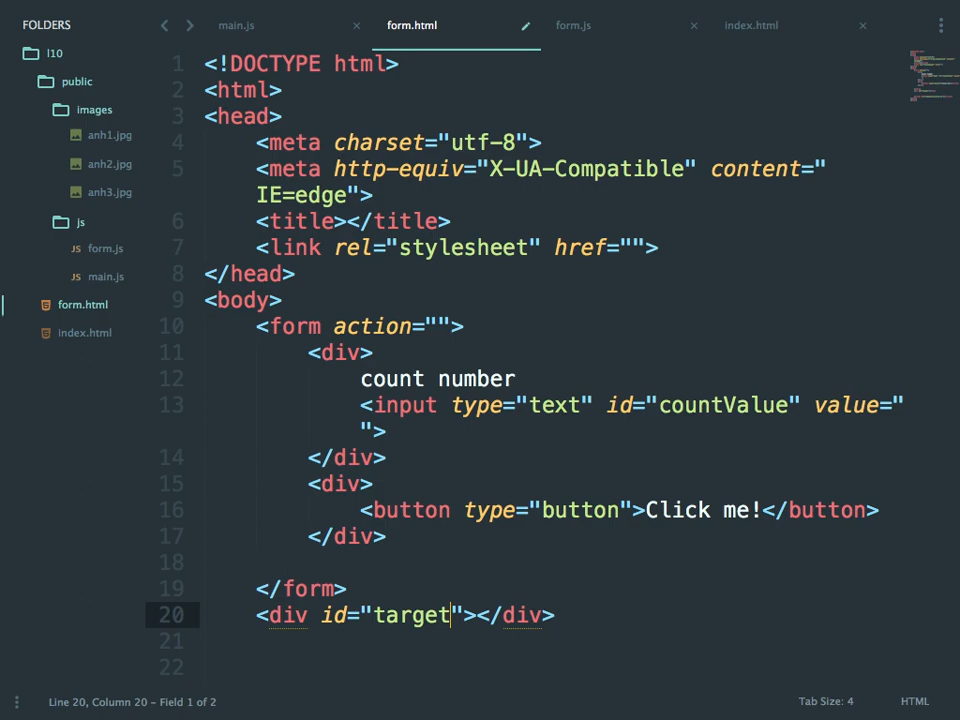 FOLDERS
l10
public
images
anh1.jpg
anh2.jpg
anh3.jpg
js
JS form.js
JS main.js
form.html
index.html
main.js
form.html
form.js
index.html
1 <!DOCTYPE html>
2 <html>
3 <head>
4 <meta charset="utf-8">
5 <meta http-equiv="X-UA-Compatible" content="
IE=edge">
6 <title></title>
7 <link rel="stylesheet" href="">
8 </head>
9 <body>
10 <form action="">
11 <div>
12 count number
13 <input type="text" id="countValue" value="
">
14 </div>
15 <div>
16 <button type="button">Click me!</button>
17 </div>
18
19 </form>
20 <div id="target"></div>
21
22
Line 20, Column 20 – Field 1 of 2
Tab Size: 4
HTML